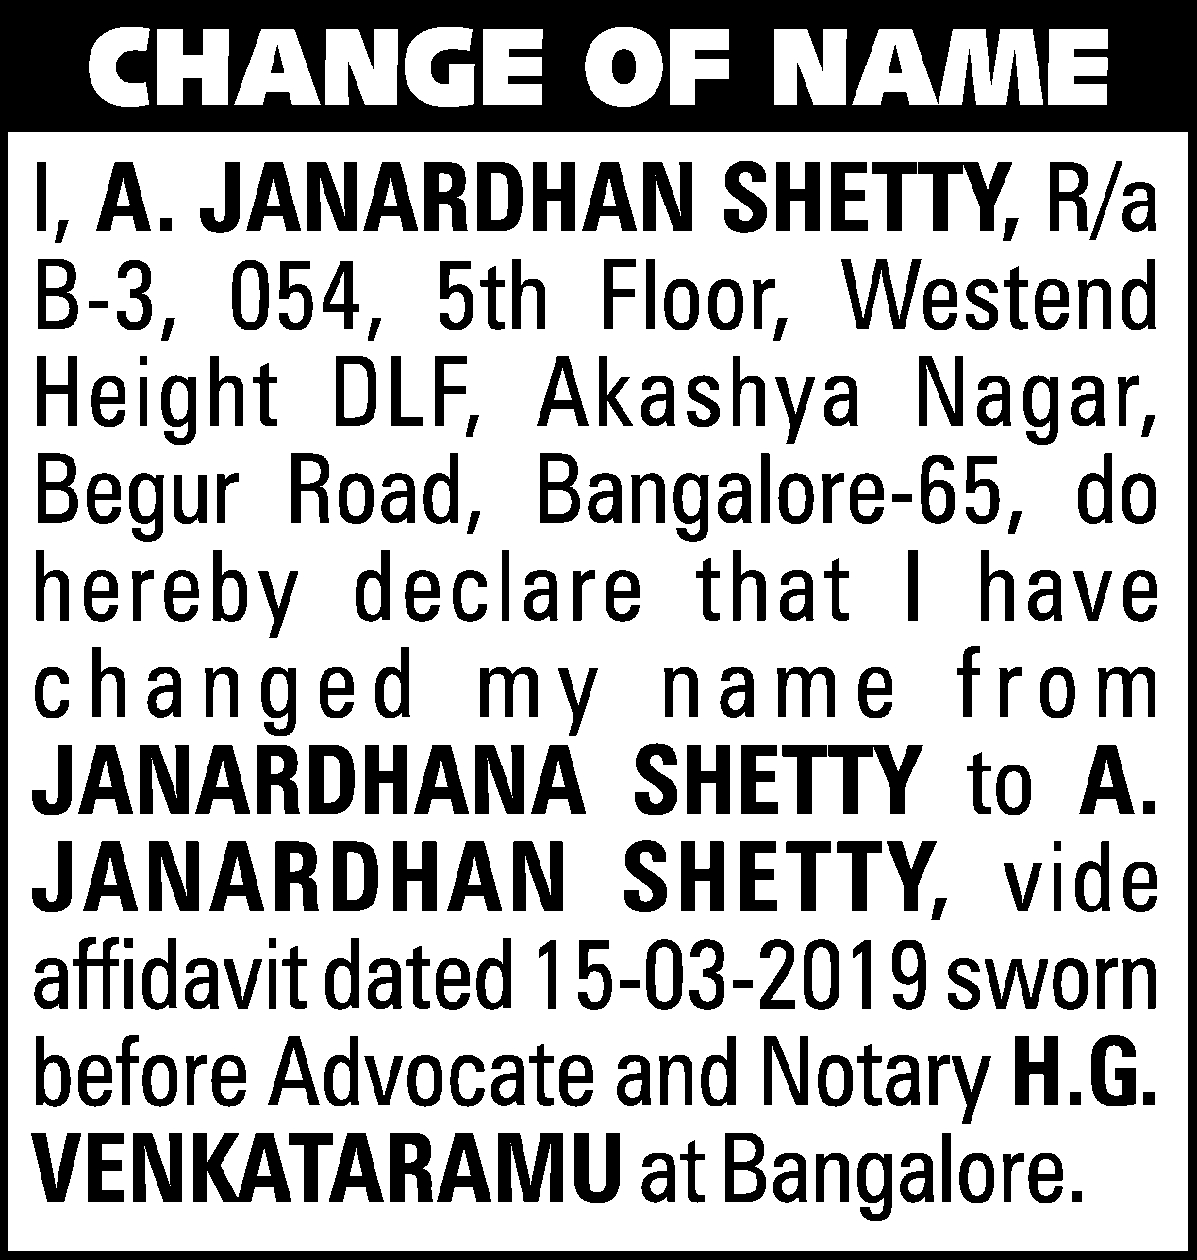 CHANGE OF NAME
I, A. JANARDHAN SHETTY, R/a
B-3, 054, 5th Floor, Westend
Height DLF, Akashya Nagar,
Begur Road, Bangalore-65, do
hereby declare that I have
changed my name from
JANARDHANA SHETTY to A.
JANARDHAN SHETTY, vide
affidavit dated 15-03-2019 sworn
before Advocate and Notary H.G.
VENKATARAMU at Bangalore.